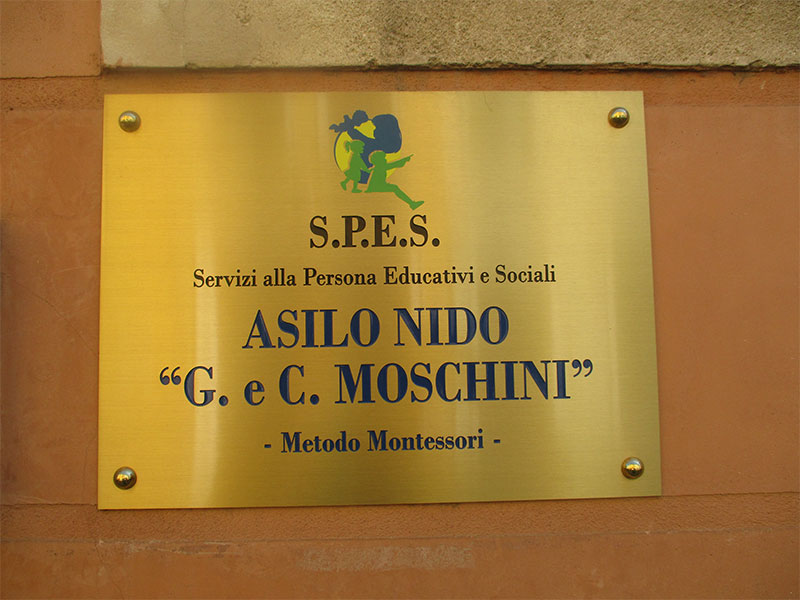 S.P.E.S.
Servizi alla Persona Educativi e Sociali
ASILO NIDO
“G. e C. MOSCHINI”
- Metodo Montessori -